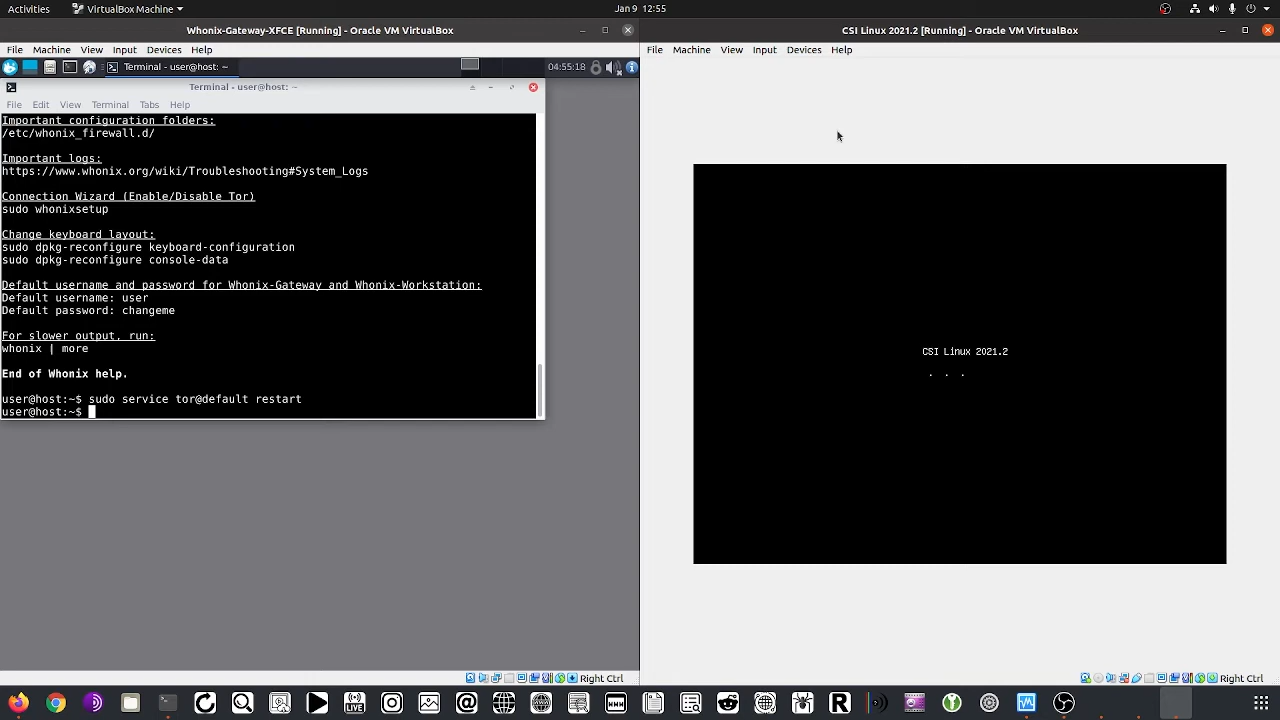 Activities
VirtualBox Machine
Jan 9 12:55
Whonix-Gateway-XFCE [Running] - Oracle VM VirtualBox
File Machine View Input Devices Help
Terminal - user@host: ~
04:55:18
Terminal - user@host: ~
File Edit View Terminal Tabs Help
Important configuration folders:
/etc/whonix_firewall.d/
Important logs:
https://www.whonix.org/wiki/Troubleshooting#System_Logs
Connection Wizard (Enable/Disable Tor)
sudo whonixsetup
Change keyboard layout:
sudo dpkg-reconfigure keyboard-configuration
sudo dpkg-reconfigure console-data
Default username and password for Whonix-Gateway and Whonix-Workstation:
Default username: user
Default password: changeme
For slower output, run:
whonix | more
End of Whonix help.
user@host:~$ sudo service tor@default restart
user@host:~$
Right Ctrl
CSI Linux 2021.2 [Running] - Oracle VM VirtualBox
File Machine View Input Devices Help
CSI Linux 2021.2
. . .
Right Ctrl
LIVE
WWW
R